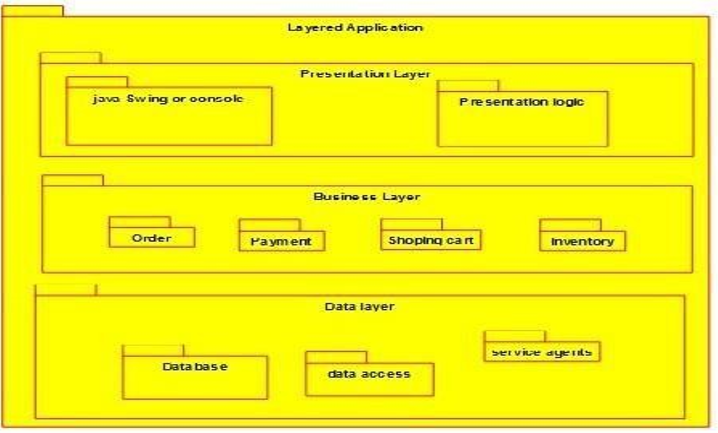 Layered Application
Presentation Layer
java Swing or console
Presentation logic
Business Layer
Order
Payment
Shoping cart
Inventory
Data layer
Database
data access
service agents